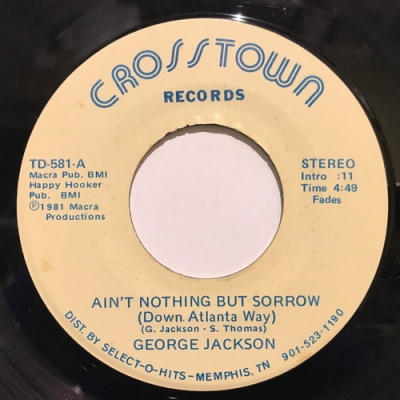 CROSSTOWN
RECORDS
TD-581-A
Macra Pub. BMI
Happy Hooker
Pub. BMI
℗1981 Macra
Productions
STEREO
Intro :11
Time 4:49
Fades
AIN'T NOTHING BUT SORROW
(Down Atlanta Way)
(G. Jackson - S. Thomas)
GEORGE JACKSON
DIST. BY SELECT-O-HITS-MEMPHIS, TN 901-523-1190